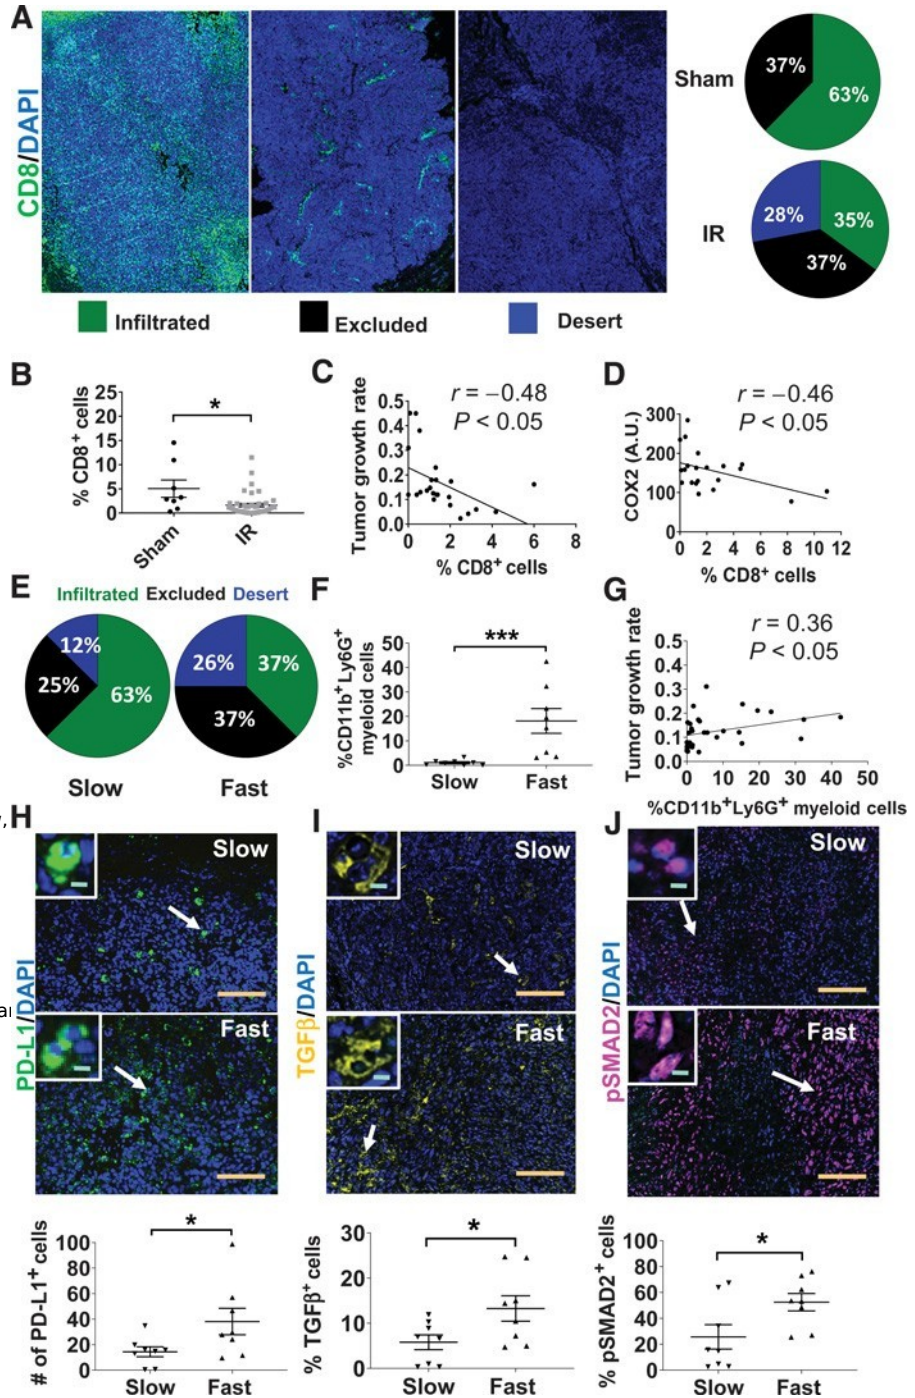 A
CD8/DAPI
Sham
37%
63%
IR
28%
35%
37%
Infiltrated
Excluded
Desert
B
% CD8+ cells
25
20
15
10
5
0
*
Sham
IR
C
Tumor growth rate
r = −0.48
P < 0.05
0.5
0.4
0.3
0.2
0.1
0.0
0 2 4 6 8
% CD8+ cells
D
COX2 (A.U.)
r = −0.46
P < 0.05
300
200
100
0
0 2 4 6 8 10 12
% CD8+ cells
E
Infiltrated Excluded Desert
12%
25%
63%
Slow
26%
37%
37%
Fast
F
%CD11b+Ly6G+
myeloid cells
50
40
30
20
10
0
***
Slow
Fast
G
Tumor growth rate
r = 0.36
P < 0.05
0.5
0.4
0.3
0.2
0.1
0.0
0 10 20 30 40 50
%CD11b+Ly6G+ myeloid cells
H
PD-L1/DAPI
Slow
Fast
# of PD-L1+ cells
100
80
60
40
20
0
*
Slow
Fast
I
TGFβ/DAPI
Slow
Fast
% TGFβ+ cells
30
20
10
0
*
Slow
Fast
J
pSMAD2/DAPI
Slow
Fast
% pSMAD2+ cells
100
80
60
40
20
0
*
Slow
Fast